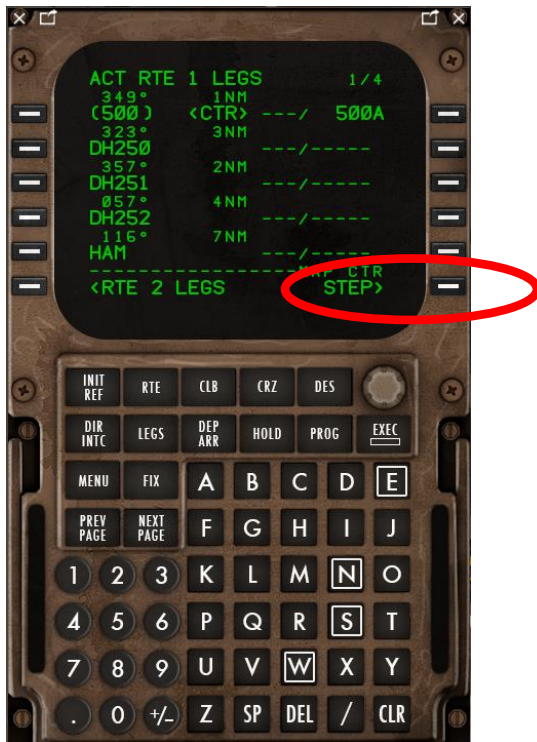 ACT RTE 1 LEGS 1/4
349° 1NM
(500) <CTR> ---/ 500A
323° 3NM
DH250 ---/-----
357° 2NM
DH251 ---/-----
057° 4NM
DH252 ---/-----
116° 7NM
HAM ---/-----
------------------MAP CTR
<RTE 2 LEGS STEP>
INIT REF RTE CLB CRZ DES
DIR INTC LEGS DEP ARR HOLD PROG EXEC
MENU FIX A B C D E
PREV PAGE NEXT PAGE F G H I J
1 2 3 K L M N O
4 5 6 P Q R S T
7 8 9 U V W X Y
. 0 +/- Z SP DEL / CLR